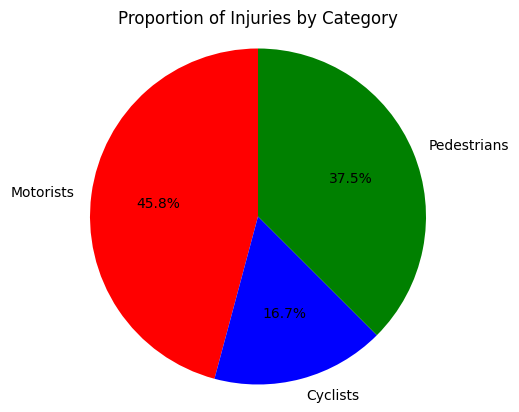 Proportion of Injuries by Category
Pedestrians
37.5%
Motorists
45.8%
16.7%
Cyclists